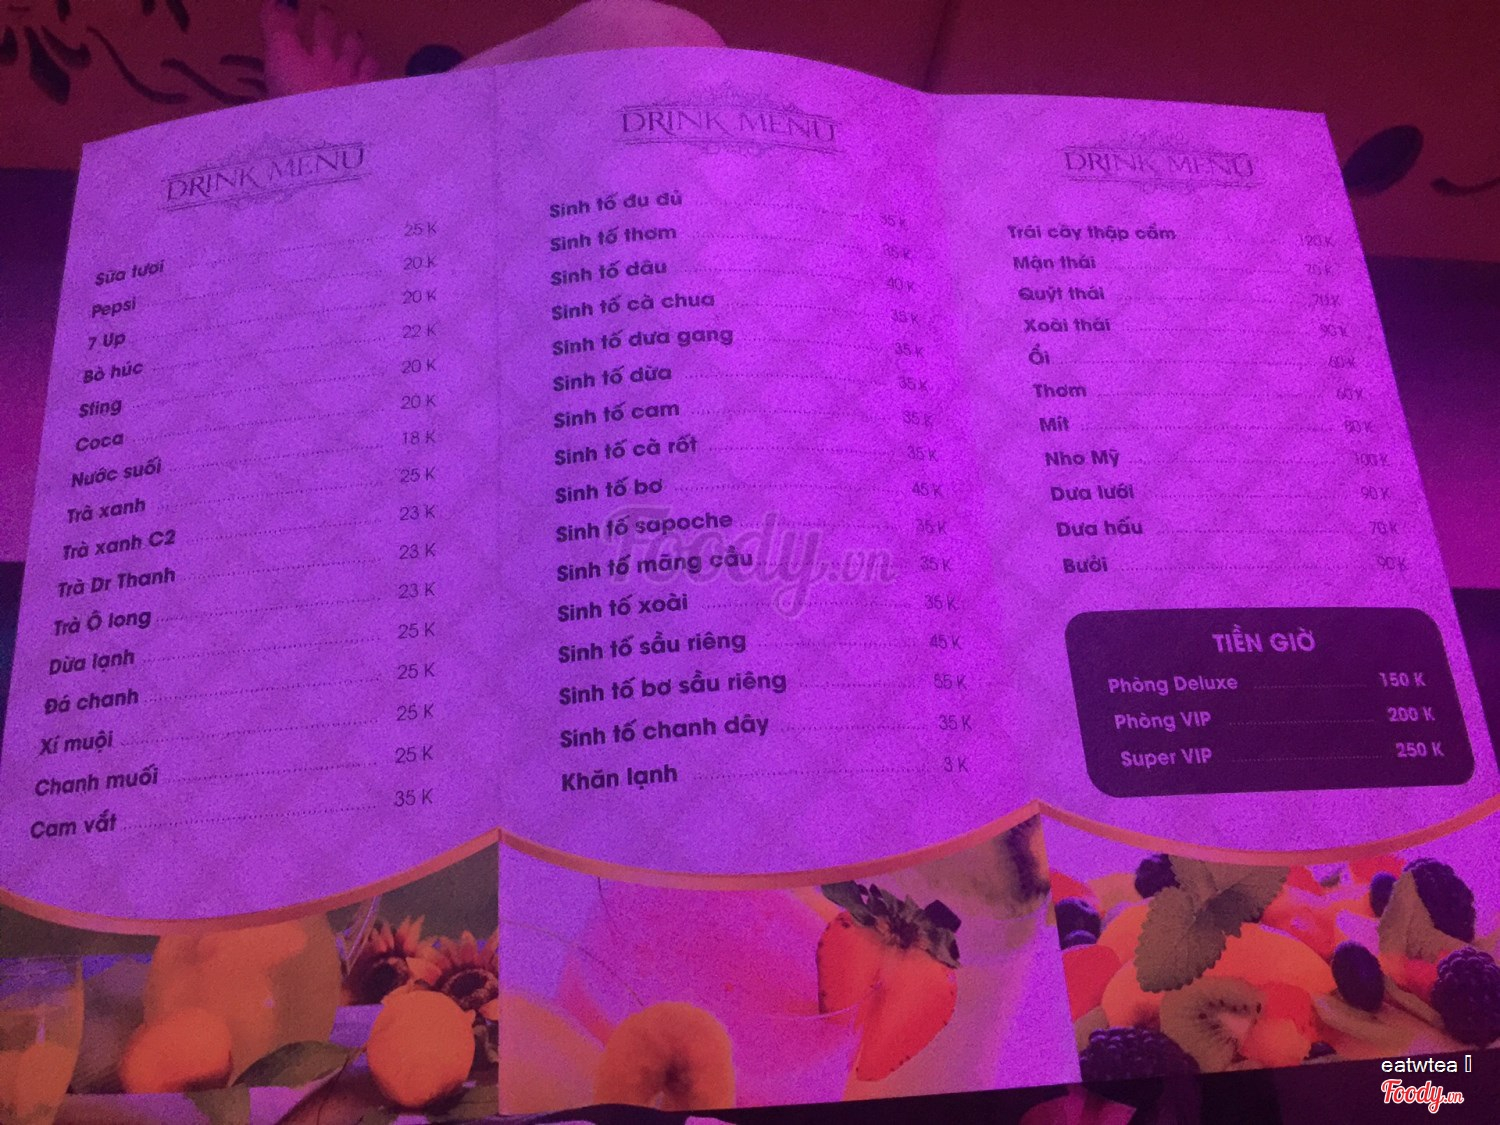 DRINK MENU
Sữa tươi 25 K
Pepsi 20 K
7 Up 20 K
Bò húc 22 K
Sting 20 K
Coca 20 K
Nước suối 18 K
Trà xanh 25 K
Trà xanh C2 23 K
Trà Dr Thanh 23 K
Trà Ô long 23 K
Dừa lạnh 25 K
Đá chanh 25 K
Xí muội 25 K
Chanh muối 25 K
Cam vắt 35 K
DRINK MENU
Sinh tố đu đủ 35 K
Sinh tố thơm 35 K
Sinh tố dâu 40 K
Sinh tố cà chua 35 K
Sinh tố dưa gang 35 K
Sinh tố dừa 35 K
Sinh tố cam 35 K
Sinh tố cà rốt 35 K
Sinh tố bơ 45 K
Sinh tố sapoche 35 K
Sinh tố mãng cầu 35 K
Sinh tố xoài 35 K
Sinh tố sầu riêng 45 K
Sinh tố bơ sầu riêng 55 K
Sinh tố chanh dây 35 K
Khăn lạnh 3 K
DRINK MENU
Trái cây thập cẩm 120 K
Mận thái
Quýt thái 70 K
Xoài thái 90 K
Ổi 60 K
Thơm 60 K
Mít
Nho Mỹ 100 K
Dưa lưới 90 K
Dưa hấu 70 K
Bưởi 90 K
TIỀN GIỜ
Phòng Deluxe 150 K
Phòng VIP 200 K
Super VIP 250 K
Foody.vn
eatwtea
Foody.vn